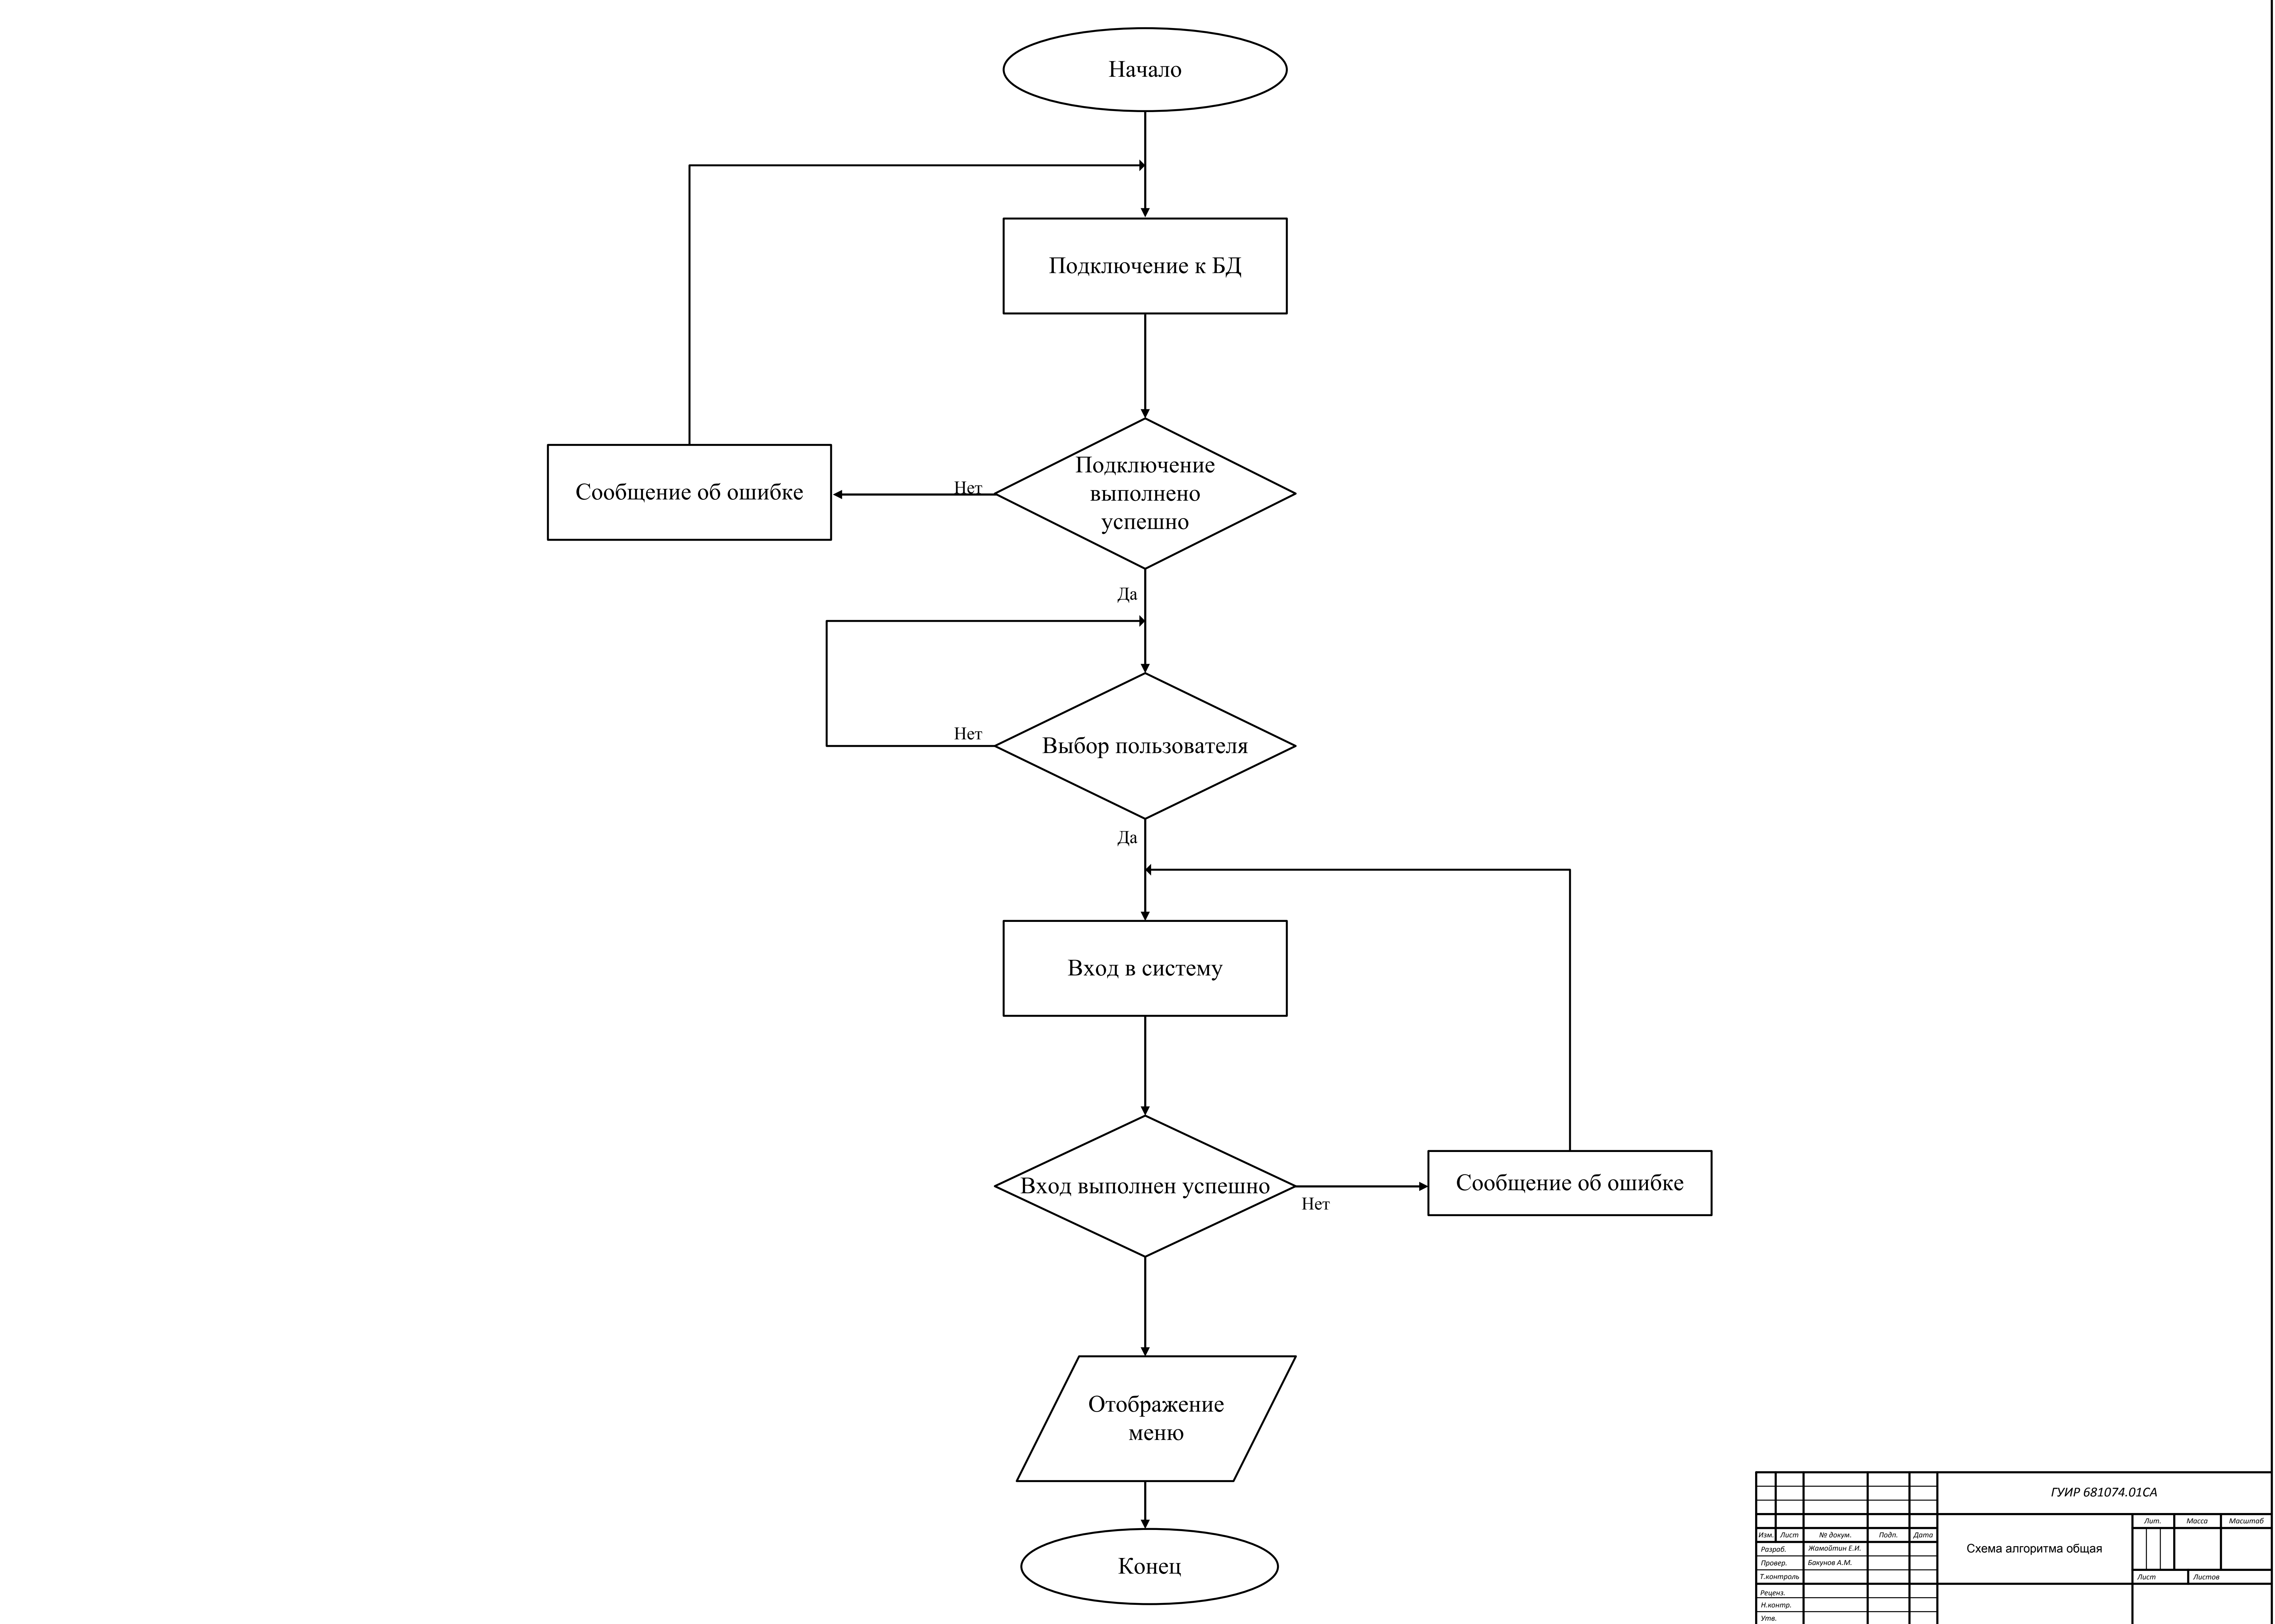 Начало
Подключение к БД
Подключение
выполнено
успешно
Нет
Сообщение об ошибке
Да
Нет
Выбор пользователя
Да
Вход в систему
Вход выполнен успешно
Нет
Сообщение об ошибке
Отображение
меню
Конец
ГУИР 681074.01СА
Лит. Масса Масштаб
Изм. Лист № докум. Подп. Дата
Разраб. Жамойтин Е.И.
Схема алгоритма общая
Провер. Бакунов А.М.
Т.контроль
Лист Листов
Реценз.
Н.контр.
Утв.